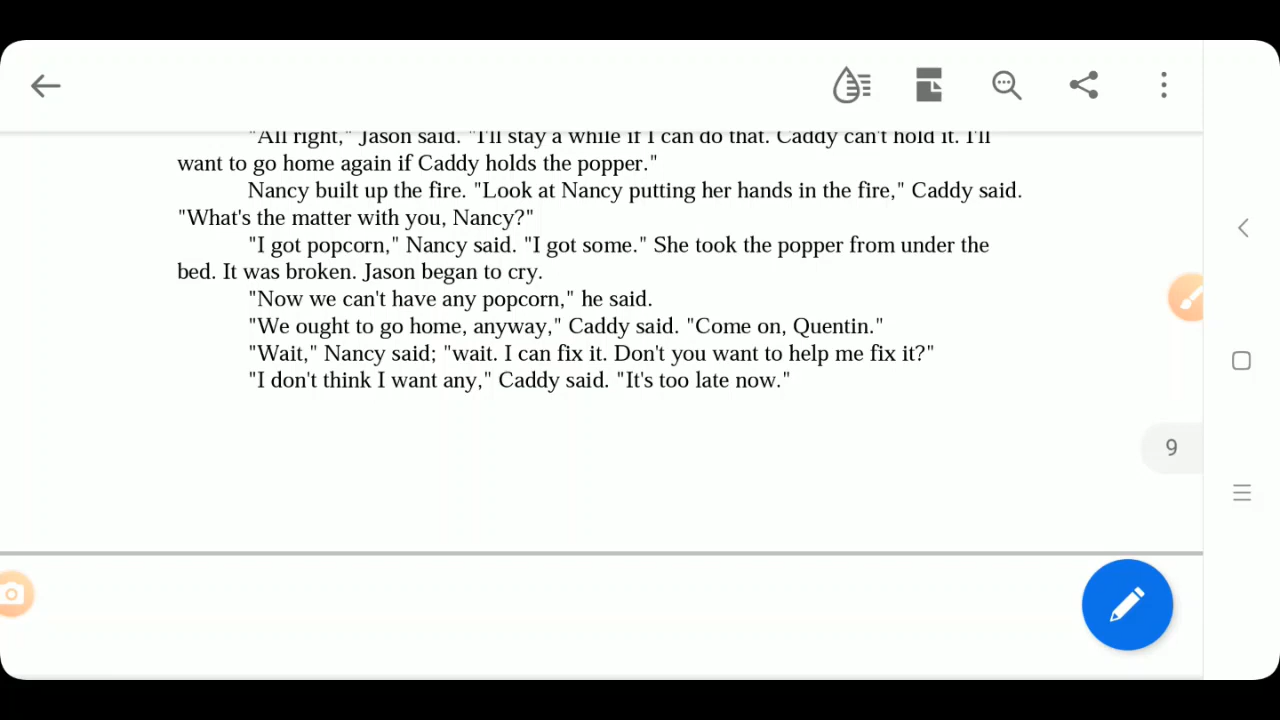 "All right," Jason said. "I'll stay a while if I can do that. Caddy can't hold it. I'll
want to go home again if Caddy holds the popper."
Nancy built up the fire. "Look at Nancy putting her hands in the fire," Caddy said.
"What's the matter with you, Nancy?"
"I got popcorn," Nancy said. "I got some." She took the popper from under the
bed. It was broken. Jason began to cry.
"Now we can't have any popcorn," he said.
"We ought to go home, anyway," Caddy said. "Come on, Quentin."
"Wait," Nancy said; "wait. I can fix it. Don't you want to help me fix it?"
"I don't think I want any," Caddy said. "It's too late now."
9